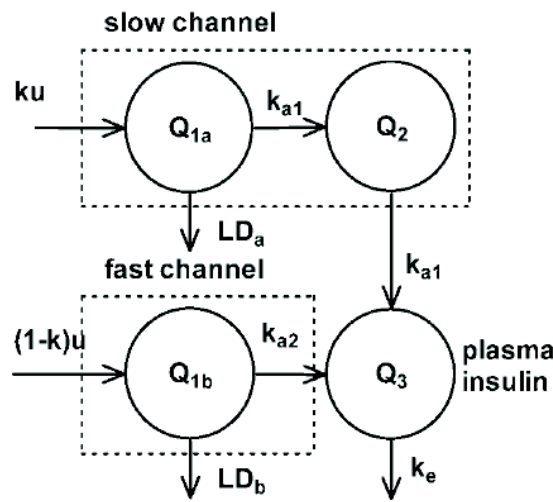 slow channel
ku
Q1a
ka1
Q2
LDa
ka1
fast channel
(1-k)u
Q1b
ka2
Q3
plasma
insulin
LDb
ke